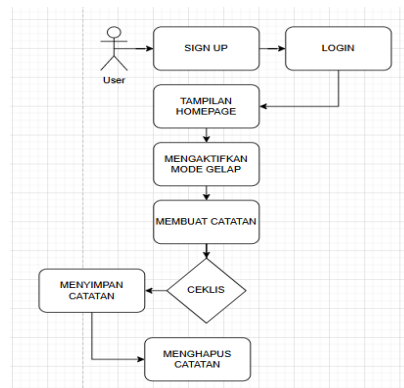 SIGN UP
LOGIN
User
TAMPILAN
HOMEPAGE
MENGAKTIFKAN
MODE GELAP
MEMBUAT CATATAN
CEKLIS
MENYIMPAN
CATATAN
MENGHAPUS
CATATAN